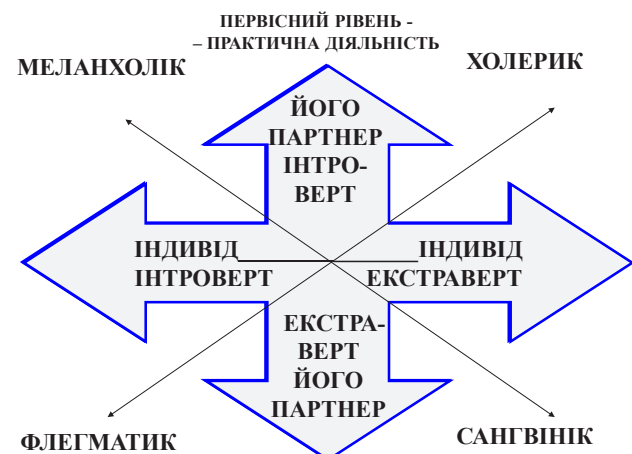 ПЕРВІСНИЙ РІВЕНЬ -
– ПРАКТИЧНА ДІЯЛЬНІСТЬ
МЕЛАНХОЛІК
ХОЛЕРИК
ЙОГО
ПАРТНЕР
ІНТРО-
ВЕРТ
ІНДИВІД
ІНТРОВЕРТ
ІНДИВІД
ЕКСТРАВЕРТ
ЕКСТРА-
ВЕРТ
ЙОГО
ПАРТНЕР
ФЛЕГМАТИК
САНГВІНІК